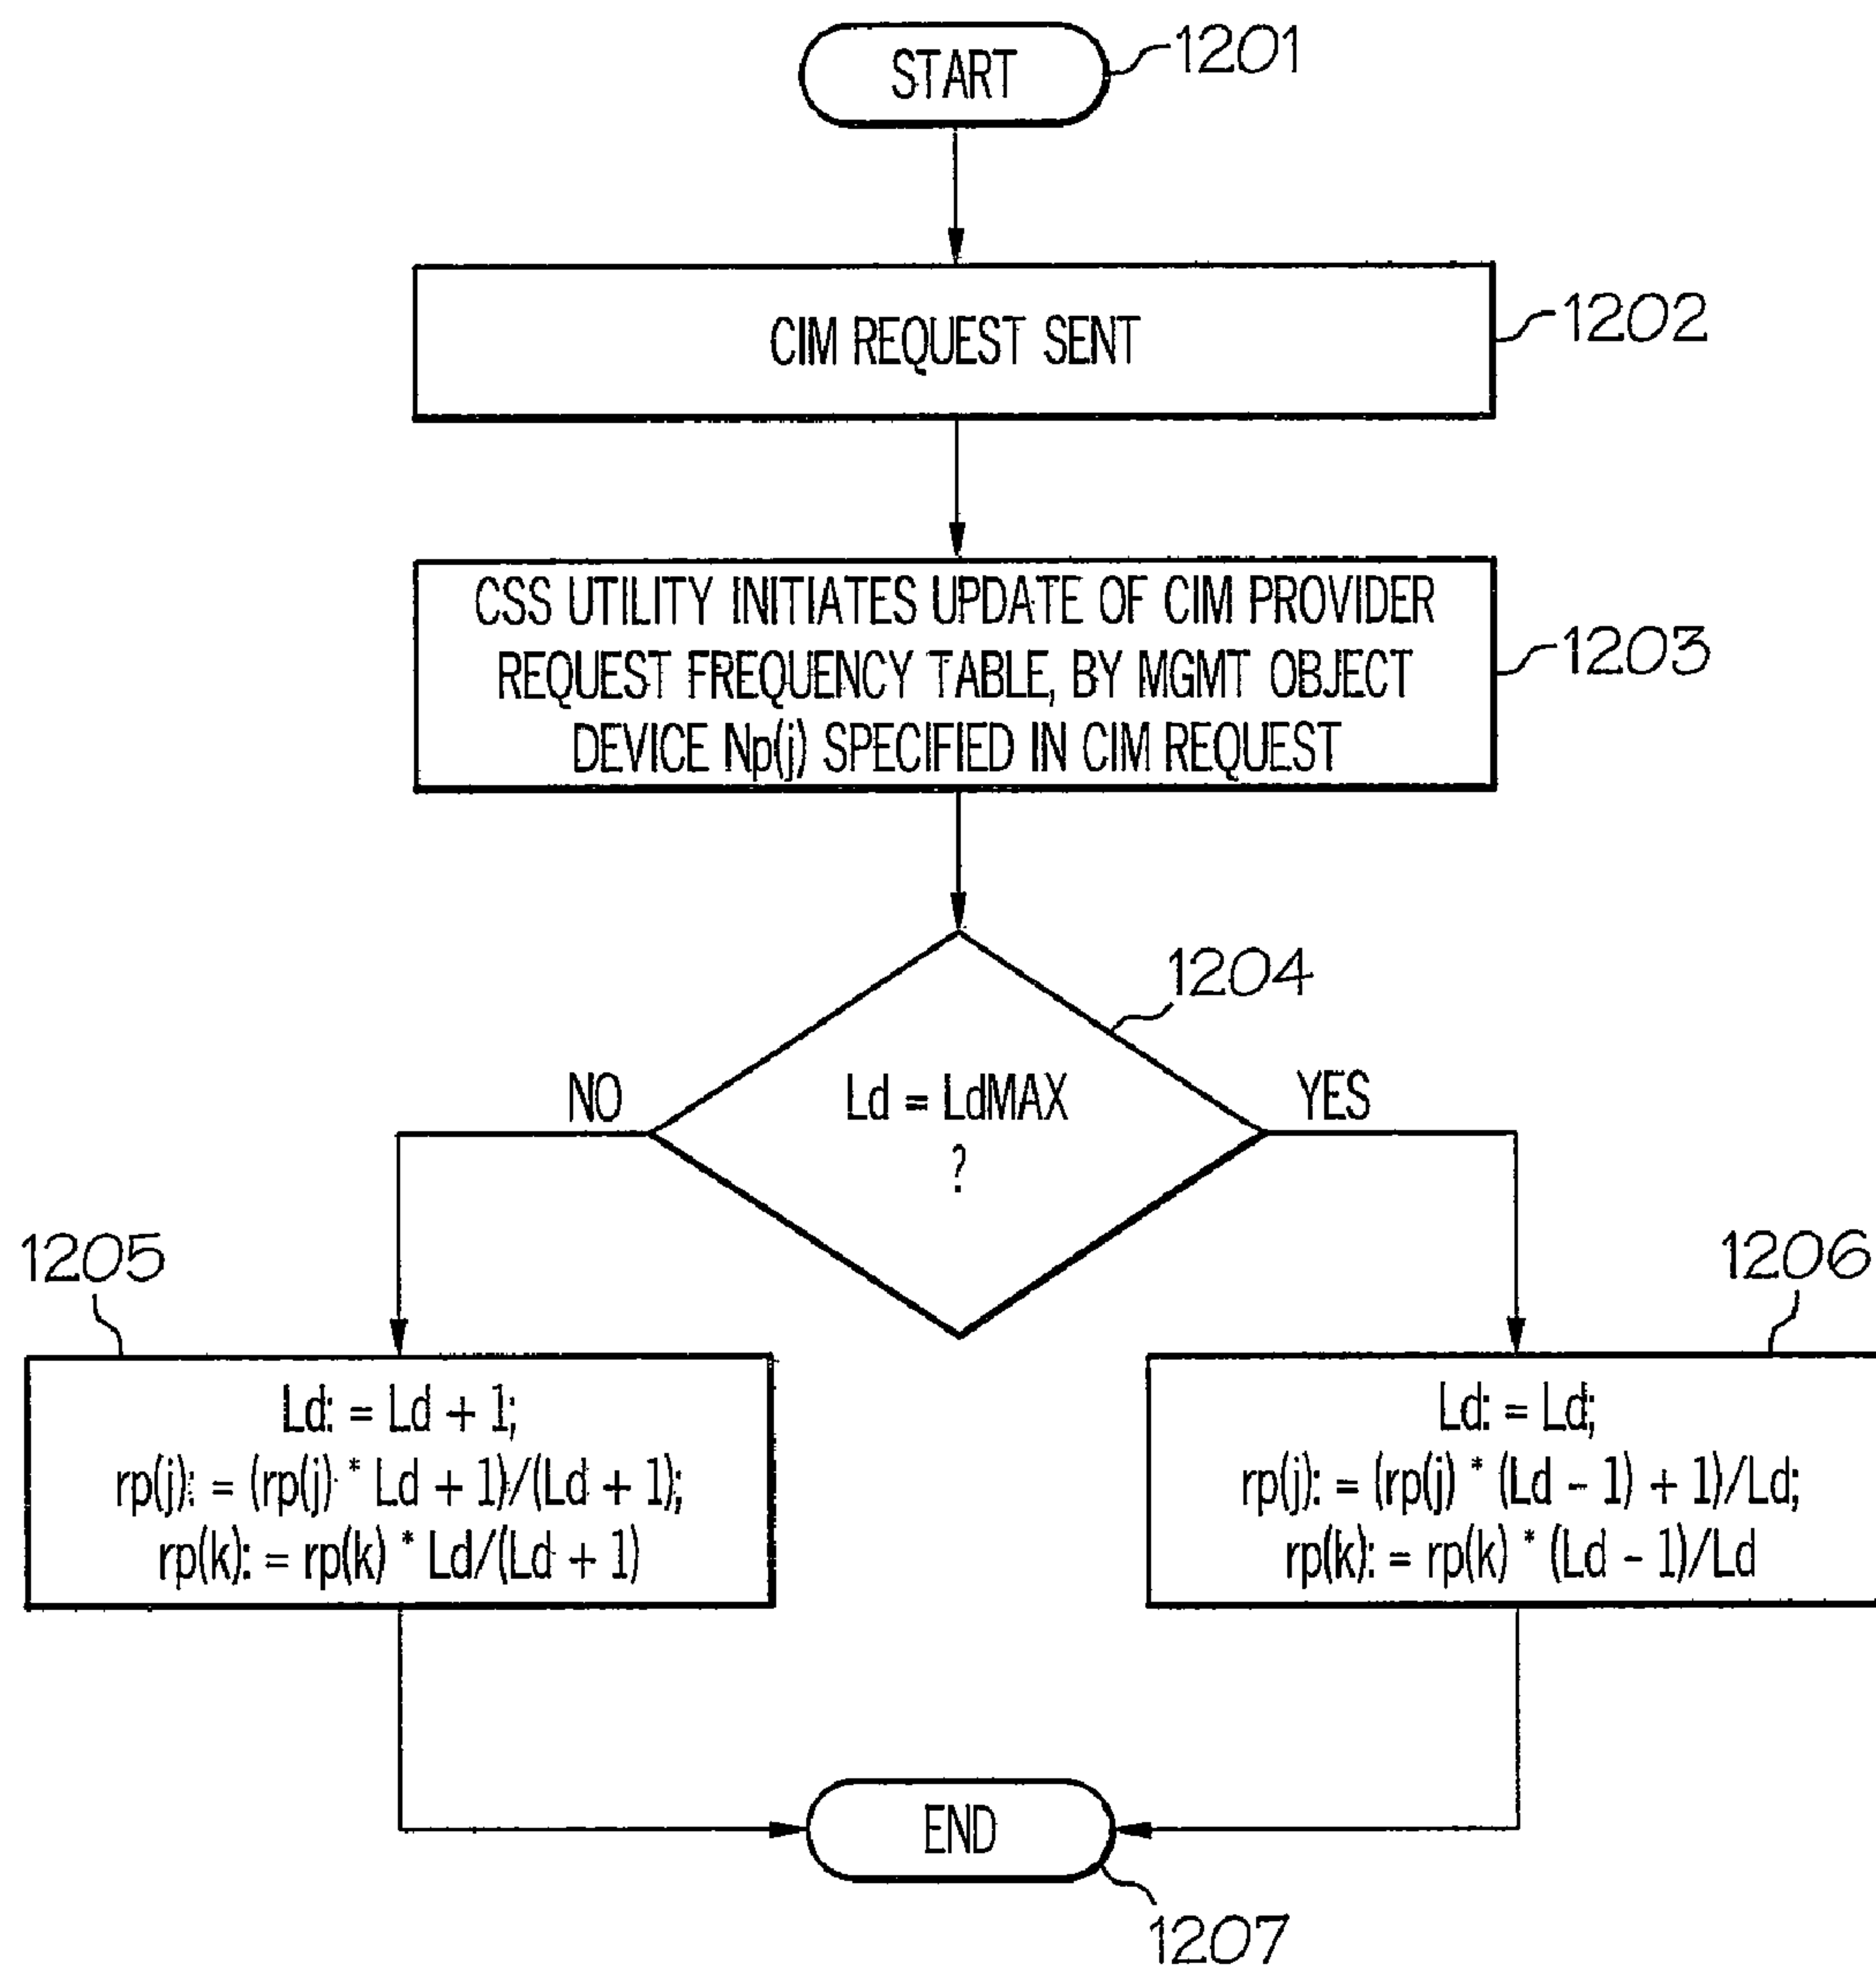 START
1201
CIM REQUEST SENT
1202
CSS UTILITY INITIATES UPDATE OF CIM PROVIDER
REQUEST FREQUENCY TABLE, BY MGMT OBJECT
DEVICE Np(j) SPECIFIED IN CIM REQUEST
1203
1204
NO
Ld = LdMAX
?
YES
1205
Ld: = Ld + 1;
rp(j): = (rp(j) * Ld + 1)/(Ld + 1);
rp(k): = rp(k) * Ld/(Ld + 1)
1206
Ld: = Ld;
rp(j): = (rp(j) * (Ld - 1) + 1)/Ld;
rp(k): = rp(k) * (Ld - 1)/Ld
END
1207